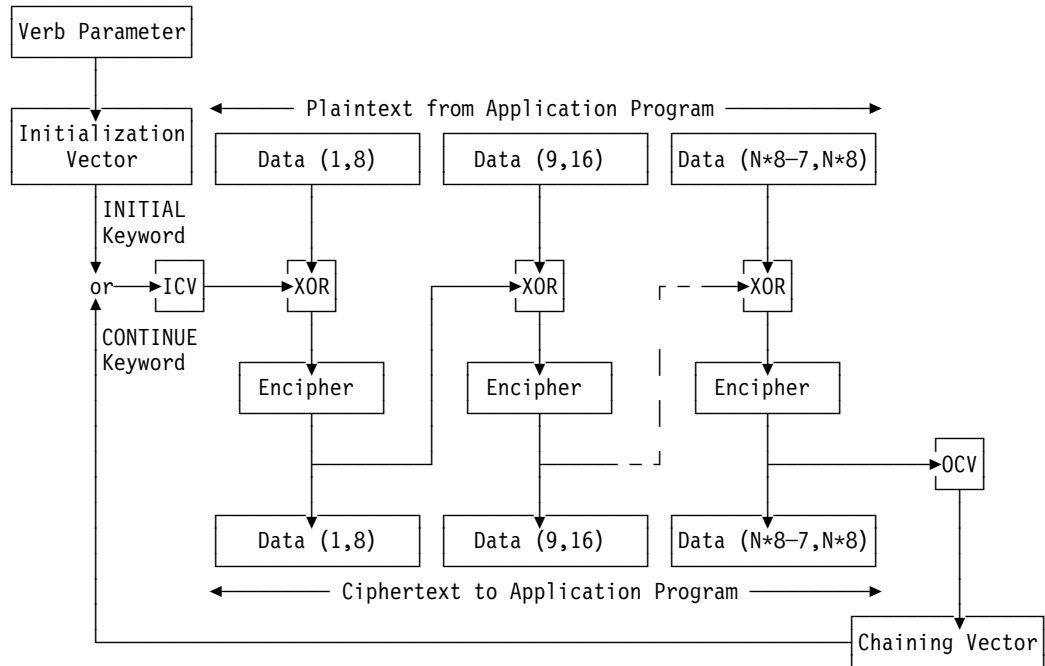 Verb Parameter
Plaintext from Application Program
Initialization
Vector
Data (1,8)
Data (9,16)
Data (N*8–7,N*8)
INITIAL
Keyword
or
ICV
XOR
XOR
XOR
CONTINUE
Keyword
Encipher
Encipher
Encipher
OCV
Data (1,8)
Data (9,16)
Data (N*8–7,N*8)
Ciphertext to Application Program
Chaining Vector